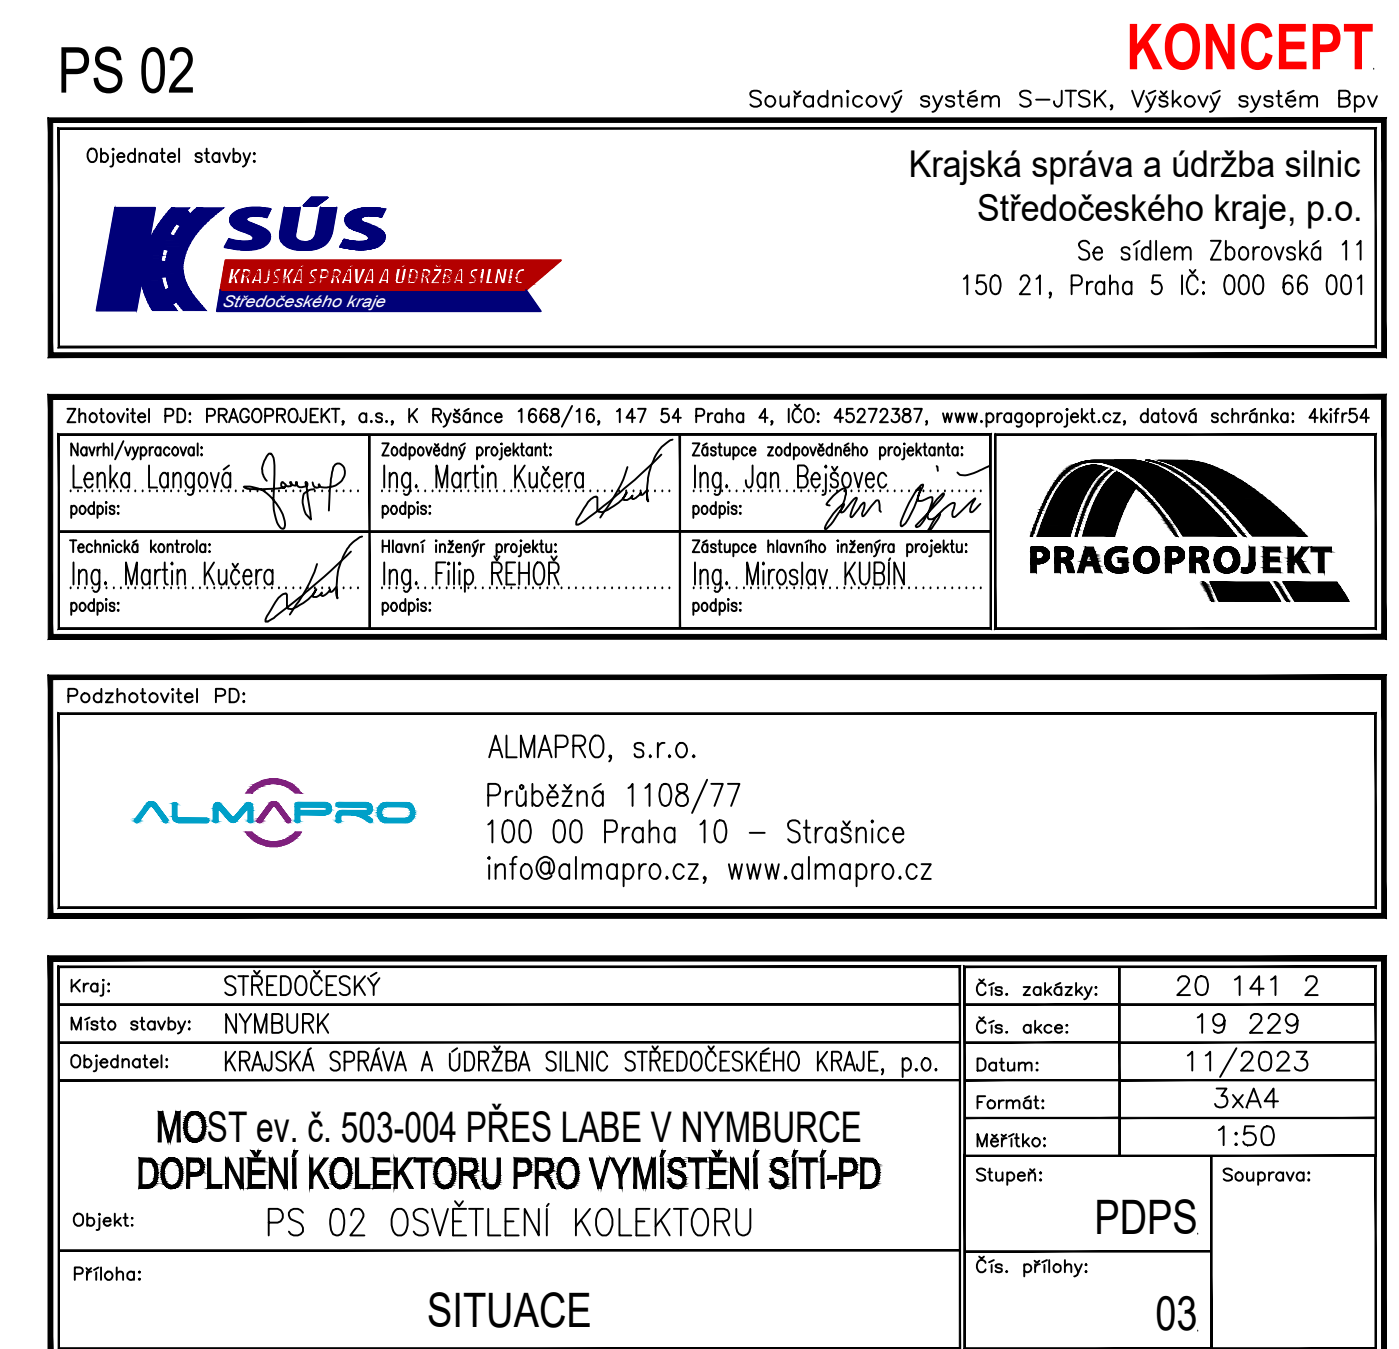 PS 02
KONCEPT
Souřadnicový systém S-JTSK, Výškový systém Bpv
Objednatel stavby:
KSÚS
KRAJSKÁ SPRÁVA A ÚDRŽBA SILNIC
Středočeského kraje
Krajská správa a údržba silnic
Středočeského kraje, p.o.
Se sídlem Zborovská 11
150 21, Praha 5 IČ: 000 66 001
Zhotovitel PD: PRAGOPROJEKT, a.s., K Ryšánce 1668/16, 147 54 Praha 4, IČO: 45272387, www.pragoprojekt.cz, datová schránka: 4kifr54
Navrhl/vypracoval:
Lenka Langová
podpis:
Zodpovědný projektant:
Ing. Martin Kučera
podpis:
Zástupce zodpovědného projektanta:
Ing. Jan Bejšovec
podpis:
Technická kontrola:
Ing. Martin Kučera
podpis:
Hlavní inženýr projektu:
Ing. Filip ŘEHOŘ
podpis:
Zástupce hlavního inženýra projektu:
Ing. Miroslav KUBÍN
podpis:
PRAGOPROJEKT
Podzhotovitel PD:
ALMAPRO
ALMAPRO, s.r.o.
Průběžná 1108/77
100 00 Praha 10 – Strašnice
info@almapro.cz, www.almapro.cz
Kraj: STŘEDOČESKÝ
Místo stavby: NYMBURK
Objednatel: KRAJSKÁ SPRÁVA A ÚDRŽBA SILNIC STŘEDOČESKÉHO KRAJE, p.o.
MOST ev. č. 503-004 PŘES LABE V NYMBURCE
DOPLNĚNÍ KOLEKTORU PRO VYMÍSTĚNÍ SÍTÍ-PD
Objekt: PS 02 OSVĚTLENÍ KOLEKTORU
Příloha:
SITUACE
Čís. zakázky: 20 141 2
Čís. akce: 19 229
Datum: 11/2023
Formát: 3xA4
Měřítko: 1:50
Stupeň:
PDPS
Souprava:
Čís. přílohy:
03